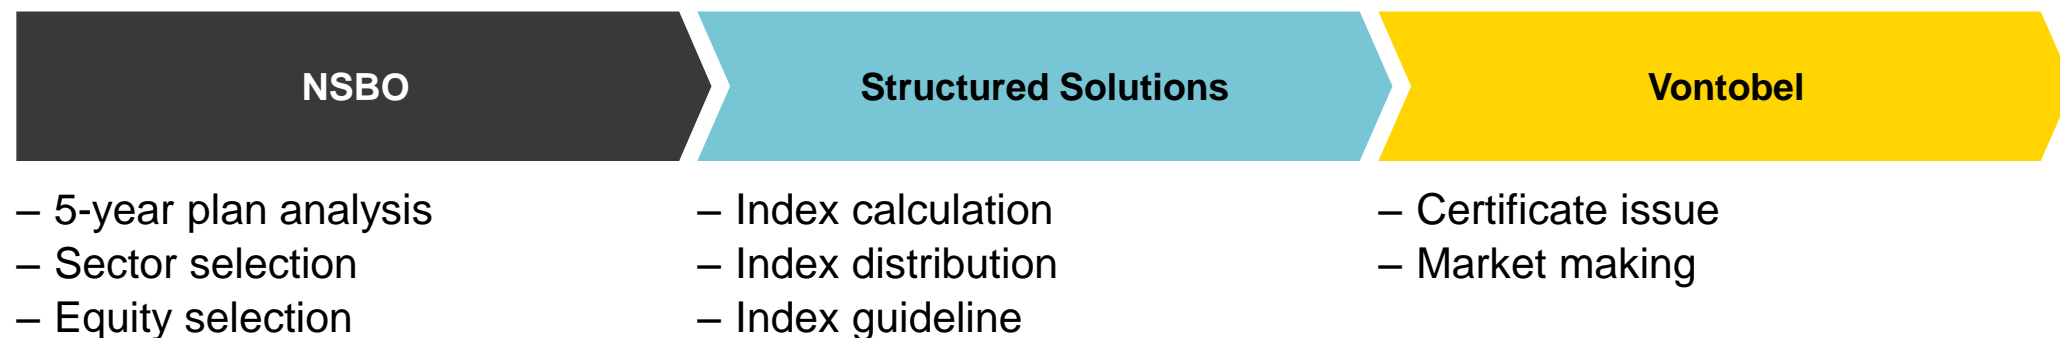 NSBO
Structured Solutions
Vontobel
– 5-year plan analysis
– Sector selection
– Equity selection
– Index calculation
– Index distribution
– Index guideline
– Certificate issue
– Market making